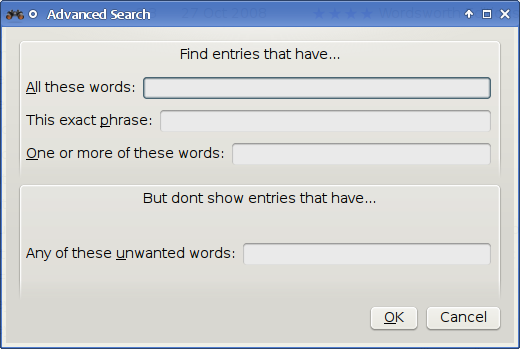 Advanced Search
Find entries that have...
All these words:
This exact phrase:
One or more of these words:
But dont show entries that have...
Any of these unwanted words:
OK Cancel